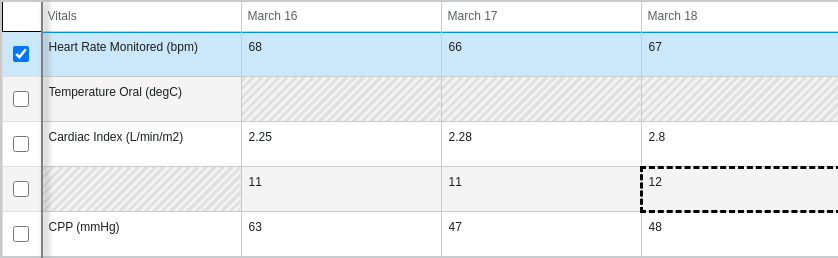 Vitals March 16 March 17 March 18
Heart Rate Monitored (bpm) 68 66 67
Temperature Oral (degC)
Cardiac Index (L/min/m2) 2.25 2.28 2.8
11 11 12
CPP (mmHg) 63 47 48